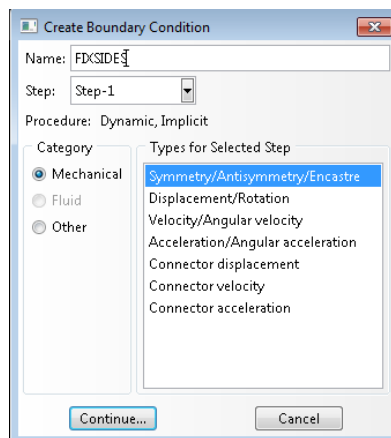 Create Boundary Condition
Name: FIXSIDES
Step: Step-1
Procedure: Dynamic, Implicit
Category
Mechanical
Fluid
Other
Types for Selected Step
Symmetry/Antisymmetry/Encastre
Displacement/Rotation
Velocity/Angular velocity
Acceleration/Angular acceleration
Connector displacement
Connector velocity
Connector acceleration
Continue...
Cancel